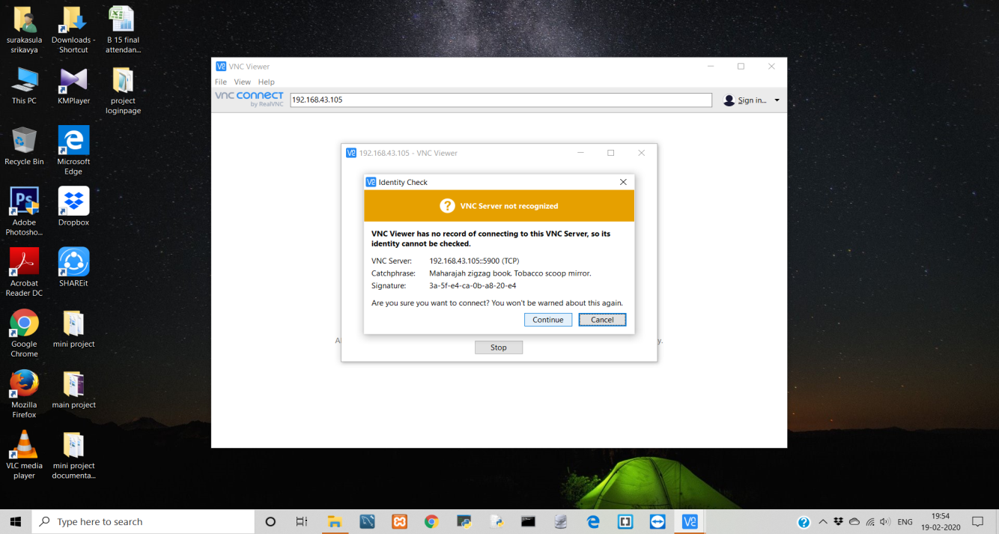 surakasula
srikavya
Downloads -
Shortcut
B 15 final
attendan...
This PC
KMPlayer
project
loginpage
Recycle Bin
Microsoft
Edge
Adobe
Photosho...
Dropbox
Acrobat
Reader DC
SHAREit
Google
Chrome
mini project
Mozilla
Firefox
main project
VLC media
player
mini project
documenta...
VNC Viewer
File View Help
vnc connect
by RealVNC
192.168.43.105
Sign in...
192.168.43.105 - VNC Viewer
Identity Check
VNC Server not recognized
VNC Viewer has no record of connecting to this VNC Server, so its
identity cannot be checked.
VNC Server: 192.168.43.105::5900 (TCP)
Catchphrase: Maharajah zigzag book. Tobacco scoop mirror.
Signature: 3a-5f-e4-ca-0b-a8-20-e4
Are you sure you want to connect? You won't be warned about this again.
Continue Cancel
Stop
Type here to search
ENG
19:54
19-02-2020